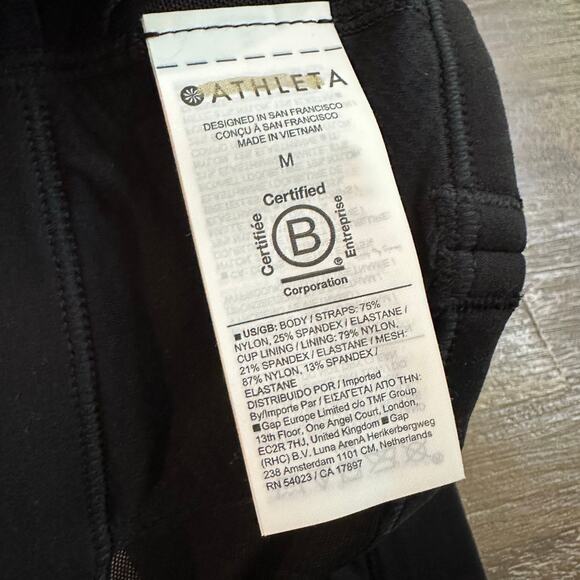 ATHLETA
DESIGNED IN SAN FRANCISCO
CONÇU À SAN FRANCISCO
MADE IN VIETNAM
M
Certified
Certifiée
B
Entreprise
®
Corporation
■ US/GB: BODY / STRAPS: 75%
NYLON, 25% SPANDEX / ELASTANE /
CUP LINING / LINING: 79% NYLON,
21% SPANDEX / ELASTANE / MESH:
87% NYLON, 13% SPANDEX /
ELASTANE
DISTRIBUIDO POR / Imported
By/Importe Par / ΕΙΣΑΓΕΤΑΙ ΑΠΟ ΤΗΝ:
■Gap Europe Limited c/o TMF Group
13th Floor, One Angel Court, London,
EC2R 7HJ, United Kingdom ■Gap
(RHC) B.V. Luna ArenA Herikerbergweg
238 Amsterdam 1101 CM, Netherlands
RN 54023 / CA 17897